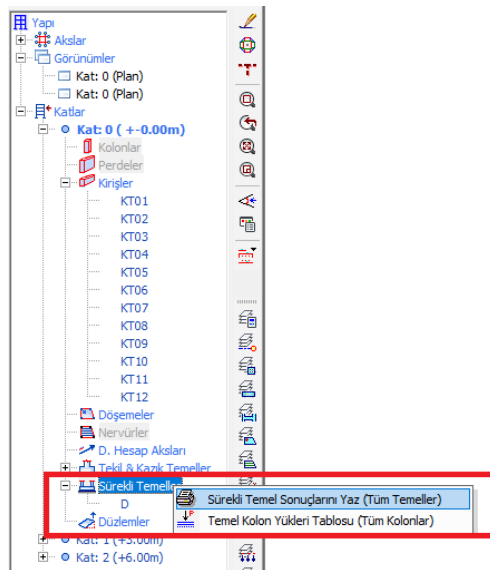 Yapı
Akslar
Görünümler
Kat: 0 (Plan)
Kat: 0 (Plan)
Katlar
Kat: 0 ( +-0.00m)
Kolonlar
Perdeler
Kirişler
KT01
KT02
KT03
KT04
KT05
KT06
KT07
KT08
KT09
KT10
KT11
KT12
Döşemeler
Nervürler
D. Hesap Aksları
Tekil & Kazık Temeller
Sürekli Temeller
Sürekli Temel Sonuçlarını Yaz (Tüm Temeller)
D
Temel Kolon Yükleri Tablosu (Tüm Kolonlar)
Düzlemler
Kat: 1 (+3.00m)
Kat: 2 (+6.00m)